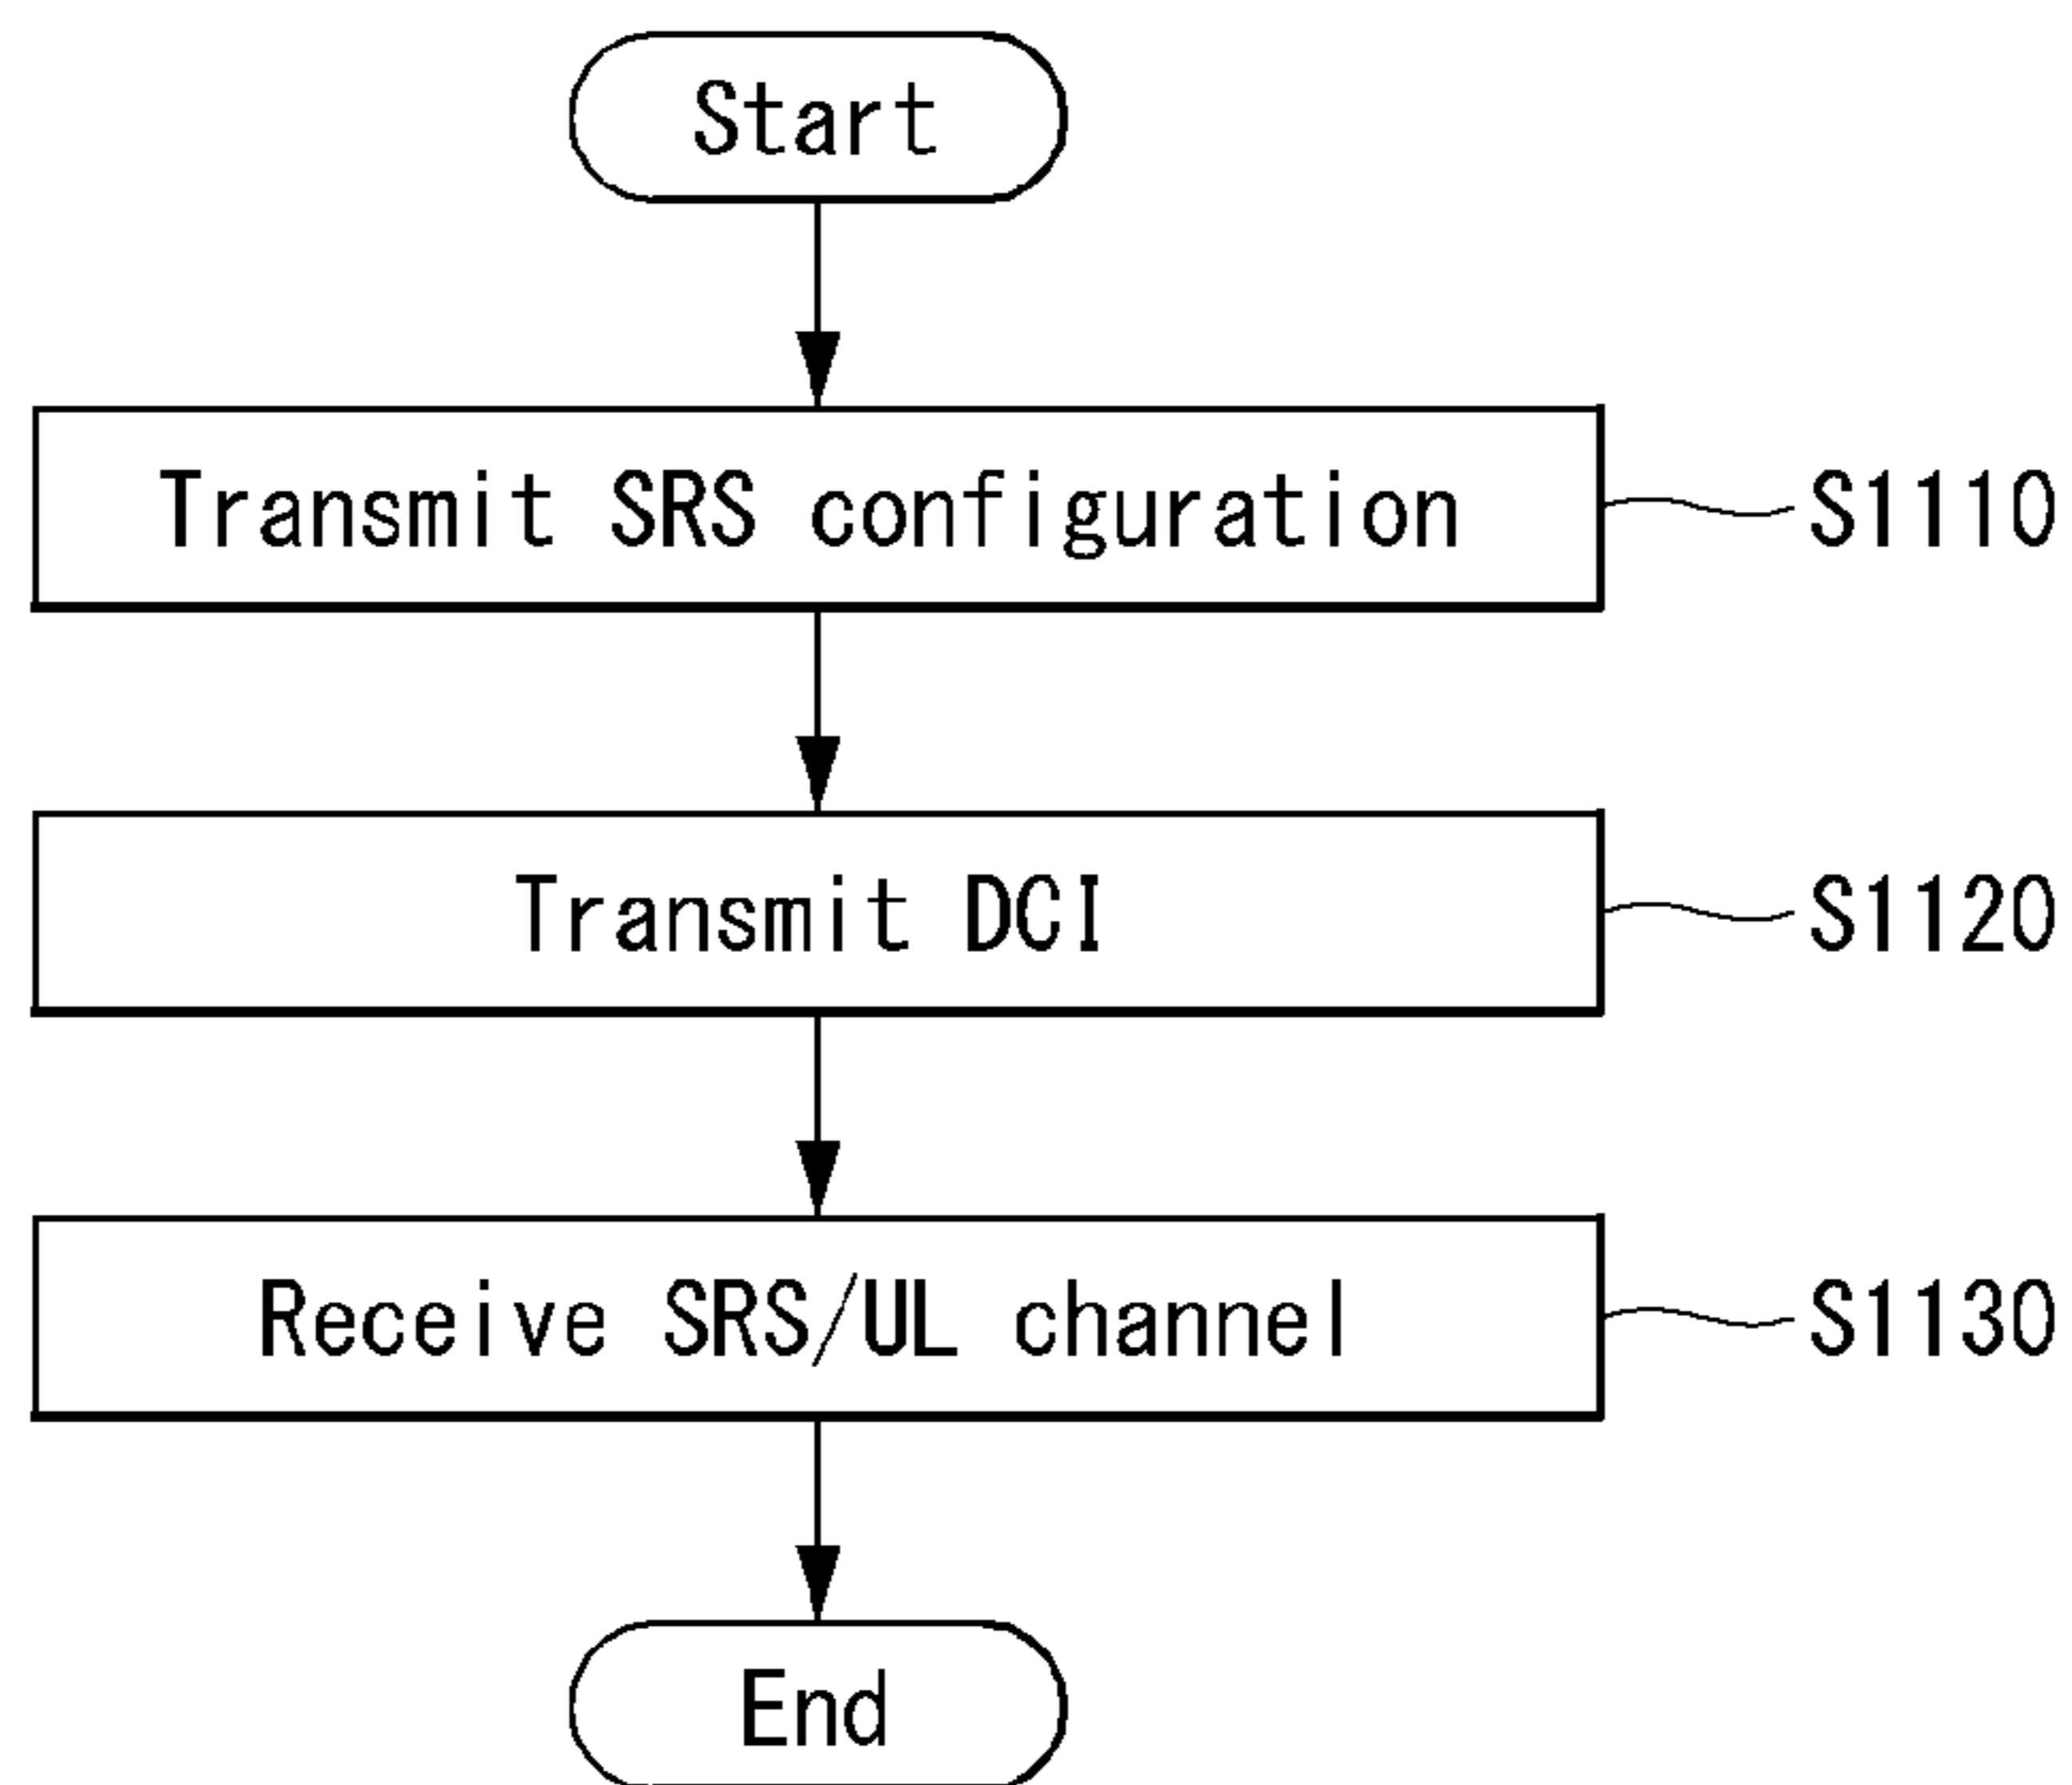 Start
Transmit SRS configuration
S1110
Transmit DCI
S1120
Receive SRS/UL channel
S1130
End